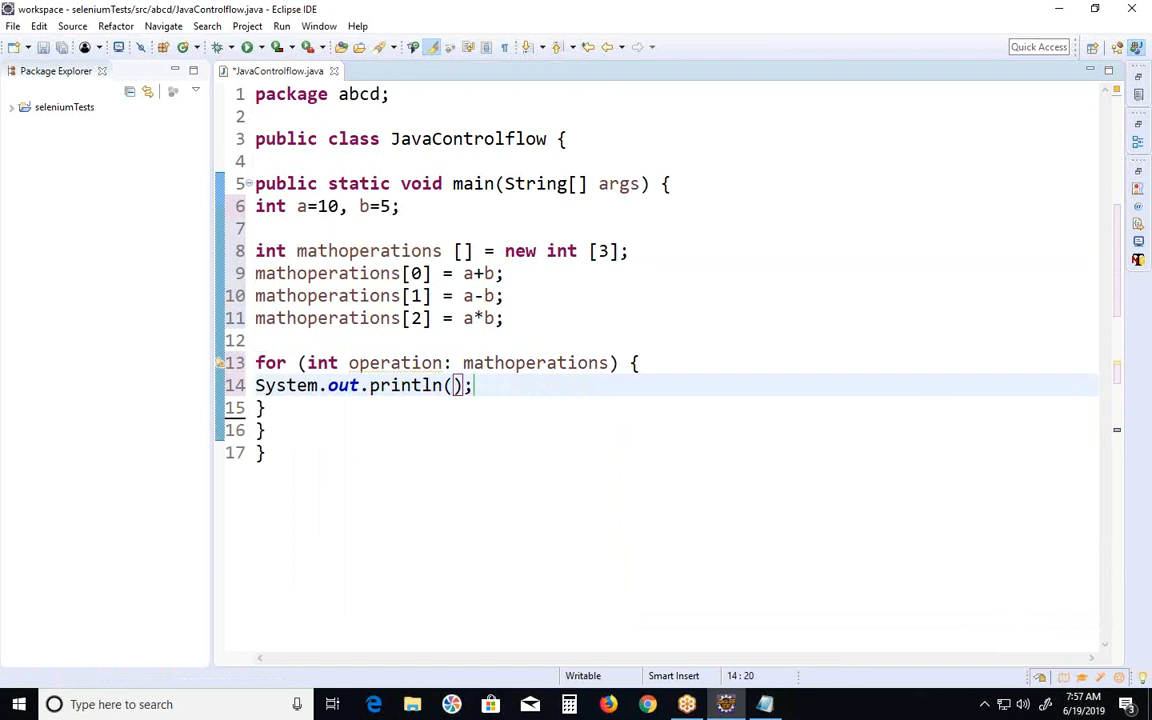 workspace - seleniumTests/src/abcd/JavaControlflow.java - Eclipse IDE
File Edit Source Refactor Navigate Search Project Run Window Help
Quick Access
Package Explorer
*JavaControlflow.java
seleniumTests
1 package abcd;
2
3 public class JavaControlflow {
4
5 public static void main(String[] args) {
6 int a=10, b=5;
7
8 int mathoperations [] = new int [3];
9 mathoperations[0] = a+b;
10 mathoperations[1] = a-b;
11 mathoperations[2] = a*b;
12
13 for (int operation: mathoperations) {
14 System.out.println();
15 }
16 }
17 }
Writable Smart Insert 14 : 20
Type here to search
7:57 AM
6/19/2019
3